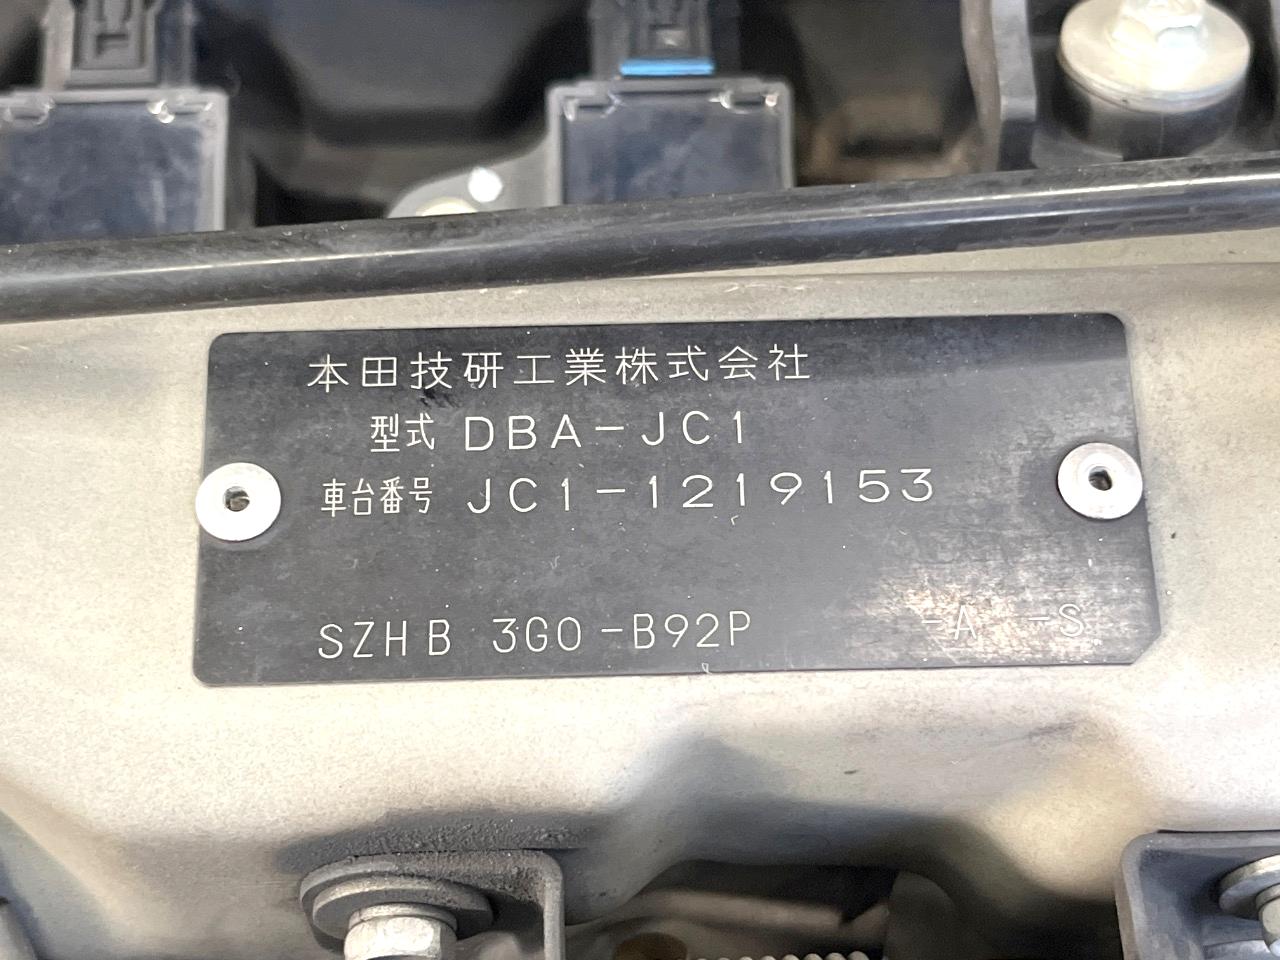 本田技研工業株式会社
型式 DBA-JC1
車台番号 JC1-1219153
SZHB 3G0-B92P -A -S